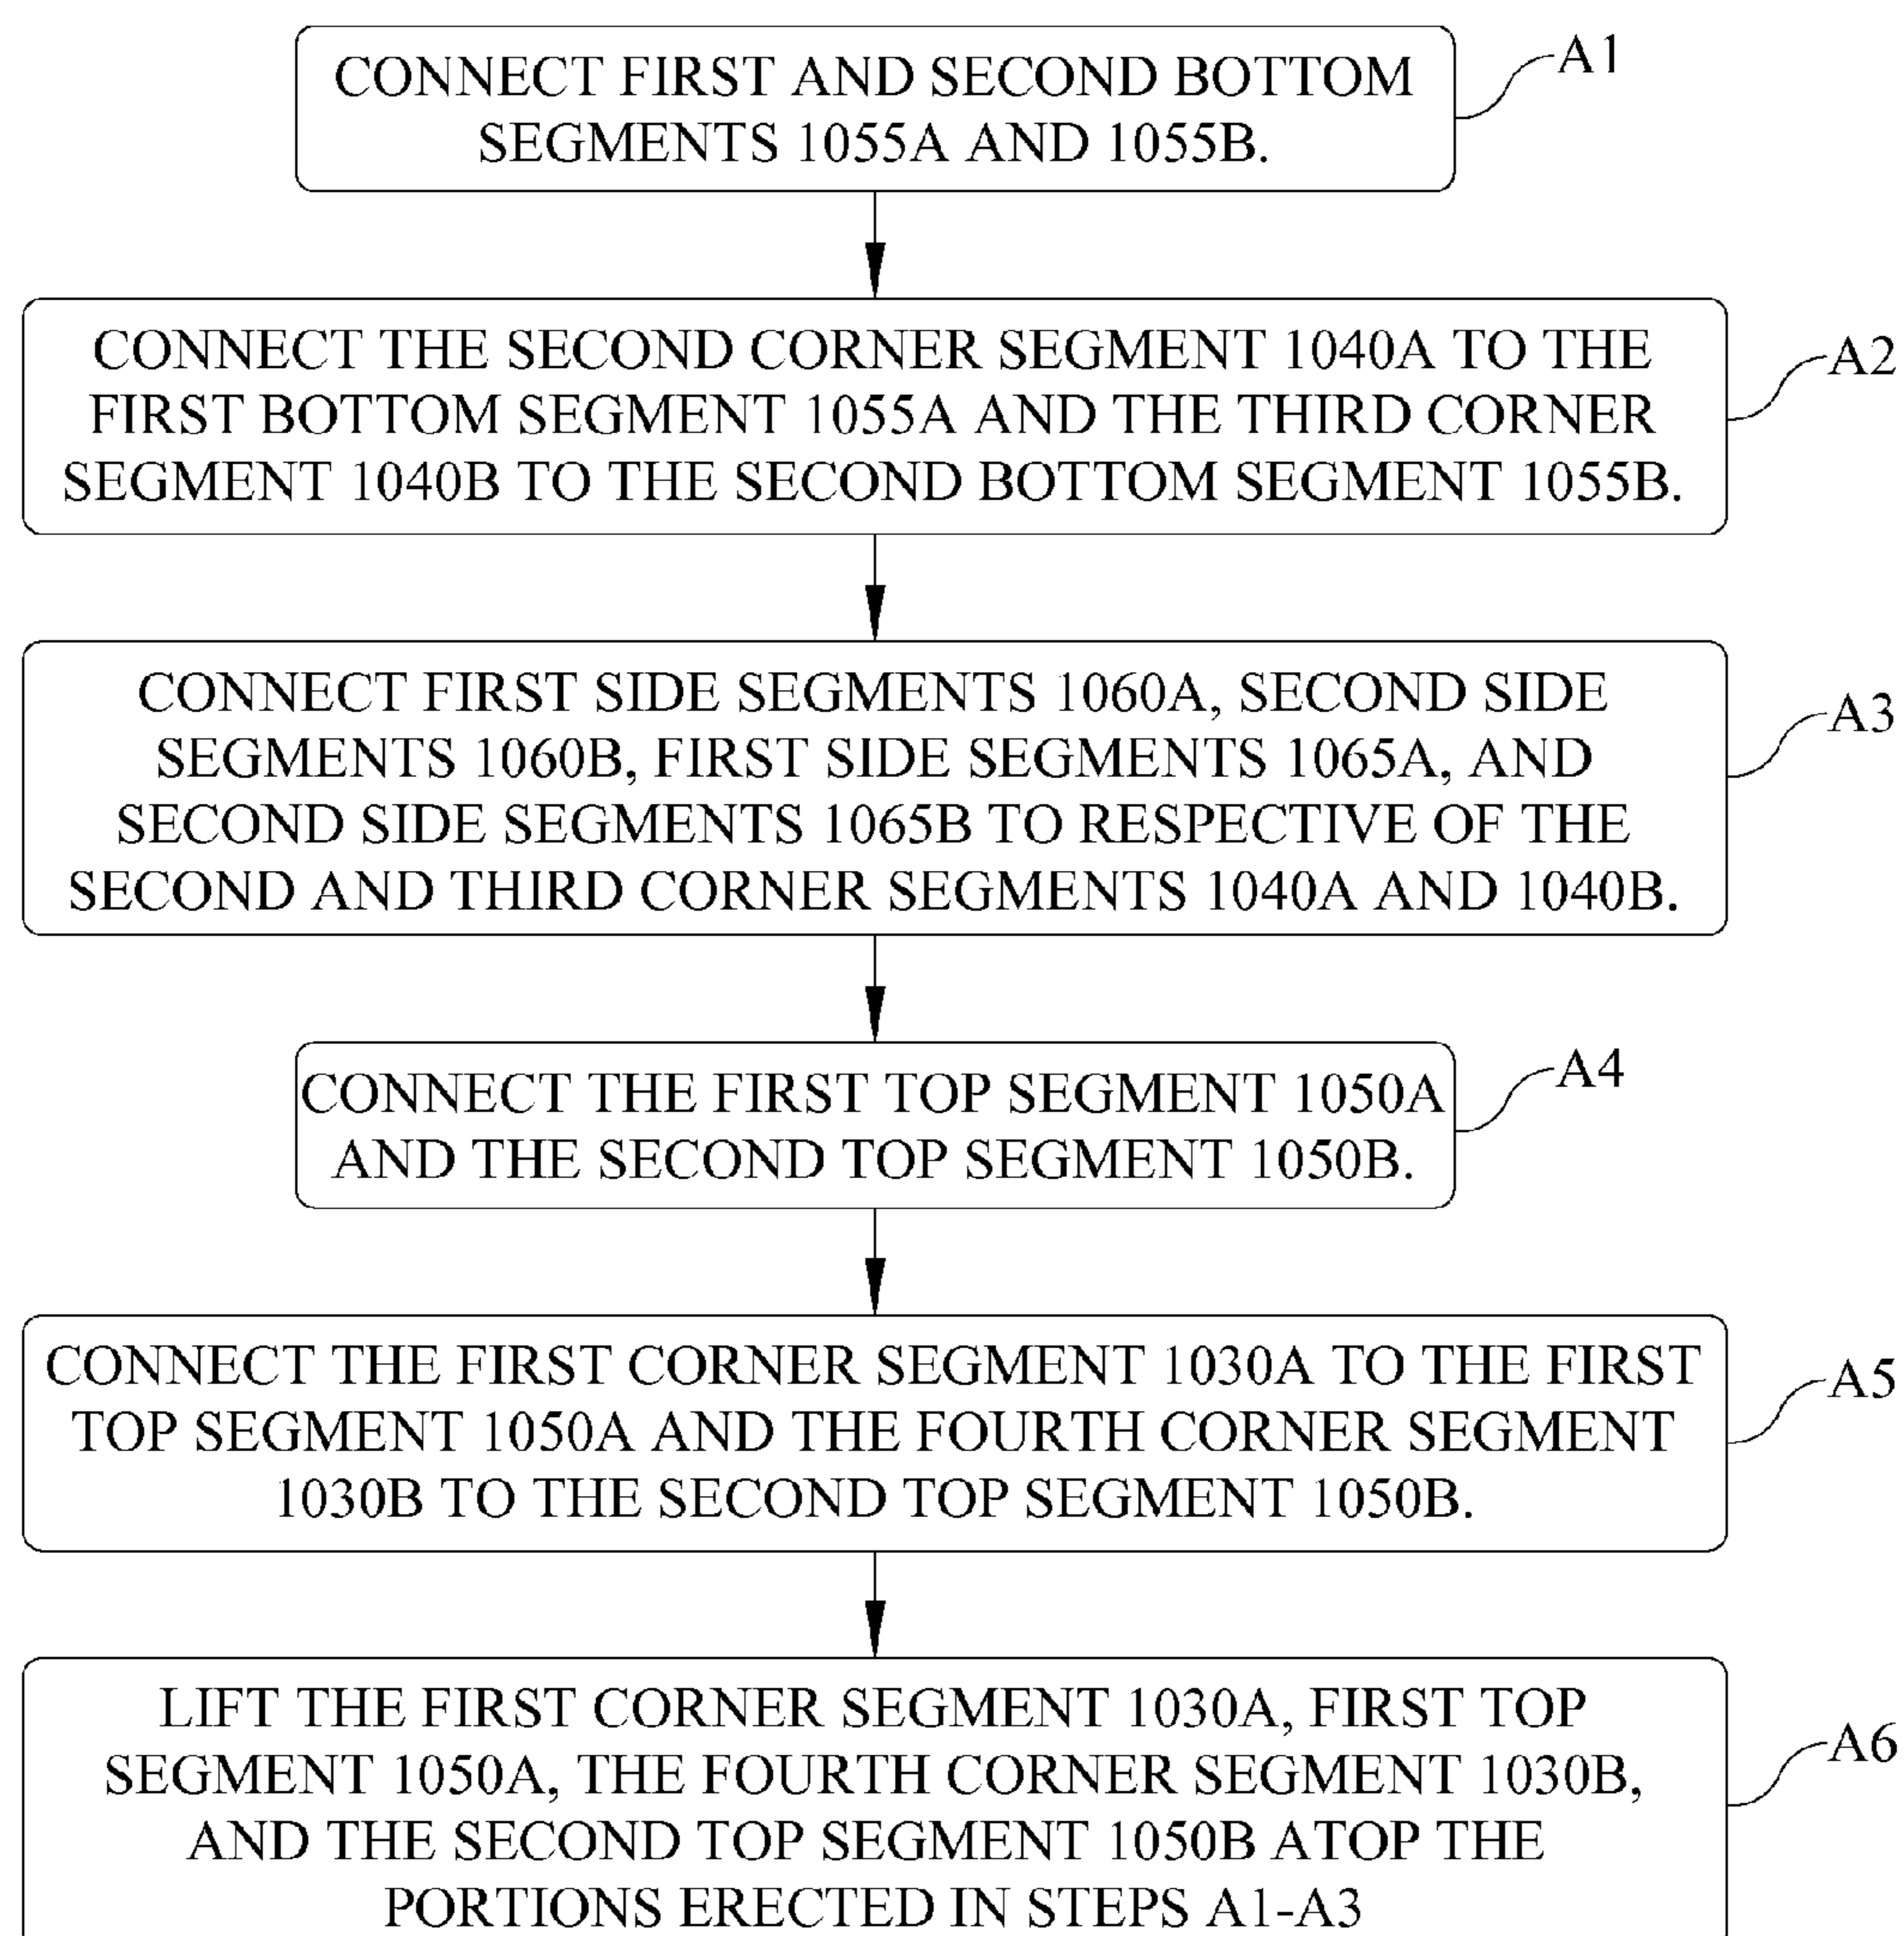 CONNECT FIRST AND SECOND BOTTOM
SEGMENTS 1055A AND 1055B.
A1
CONNECT THE SECOND CORNER SEGMENT 1040A TO THE
FIRST BOTTOM SEGMENT 1055A AND THE THIRD CORNER
SEGMENT 1040B TO THE SECOND BOTTOM SEGMENT 1055B.
A2
CONNECT FIRST SIDE SEGMENTS 1060A, SECOND SIDE
SEGMENTS 1060B, FIRST SIDE SEGMENTS 1065A, AND
SECOND SIDE SEGMENTS 1065B TO RESPECTIVE OF THE
SECOND AND THIRD CORNER SEGMENTS 1040A AND 1040B.
A3
CONNECT THE FIRST TOP SEGMENT 1050A
AND THE SECOND TOP SEGMENT 1050B.
A4
CONNECT THE FIRST CORNER SEGMENT 1030A TO THE FIRST
TOP SEGMENT 1050A AND THE FOURTH CORNER SEGMENT
1030B TO THE SECOND TOP SEGMENT 1050B.
A5
LIFT THE FIRST CORNER SEGMENT 1030A, FIRST TOP
SEGMENT 1050A, THE FOURTH CORNER SEGMENT 1030B,
AND THE SECOND TOP SEGMENT 1050B ATOP THE
PORTIONS ERECTED IN STEPS A1-A3
A6